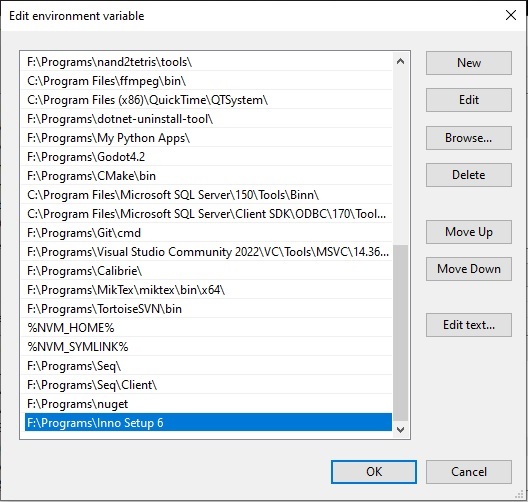 Edit environment variable
F:\Programs\nand2tetris\tools\
C:\Program Files\ffmpeg\bin\
C:\Program Files (x86)\QuickTime\QTSystem\
F:\Programs\dotnet-uninstall-tool\
F:\Programs\My Python Apps\
F:\Programs\Godot4.2
F:\Programs\CMake\bin
C:\Program Files\Microsoft SQL Server\150\Tools\Binn\
C:\Program Files\Microsoft SQL Server\Client SDK\ODBC\170\Tool...
F:\Programs\Git\cmd
F:\Programs\Visual Studio Community 2022\VC\Tools\MSVC\14.36...
F:\Programs\Calibrie\
F:\Programs\MikTex\miktex\bin\x64\
F:\Programs\TortoiseSVN\bin
%NVM_HOME%
%NVM_SYMLINK%
F:\Programs\Seq\
F:\Programs\Seq\Client\
F:\Programs\nuget
F:\Programs\Inno Setup 6
New
Edit
Browse...
Delete
Move Up
Move Down
Edit text...
OK
Cancel